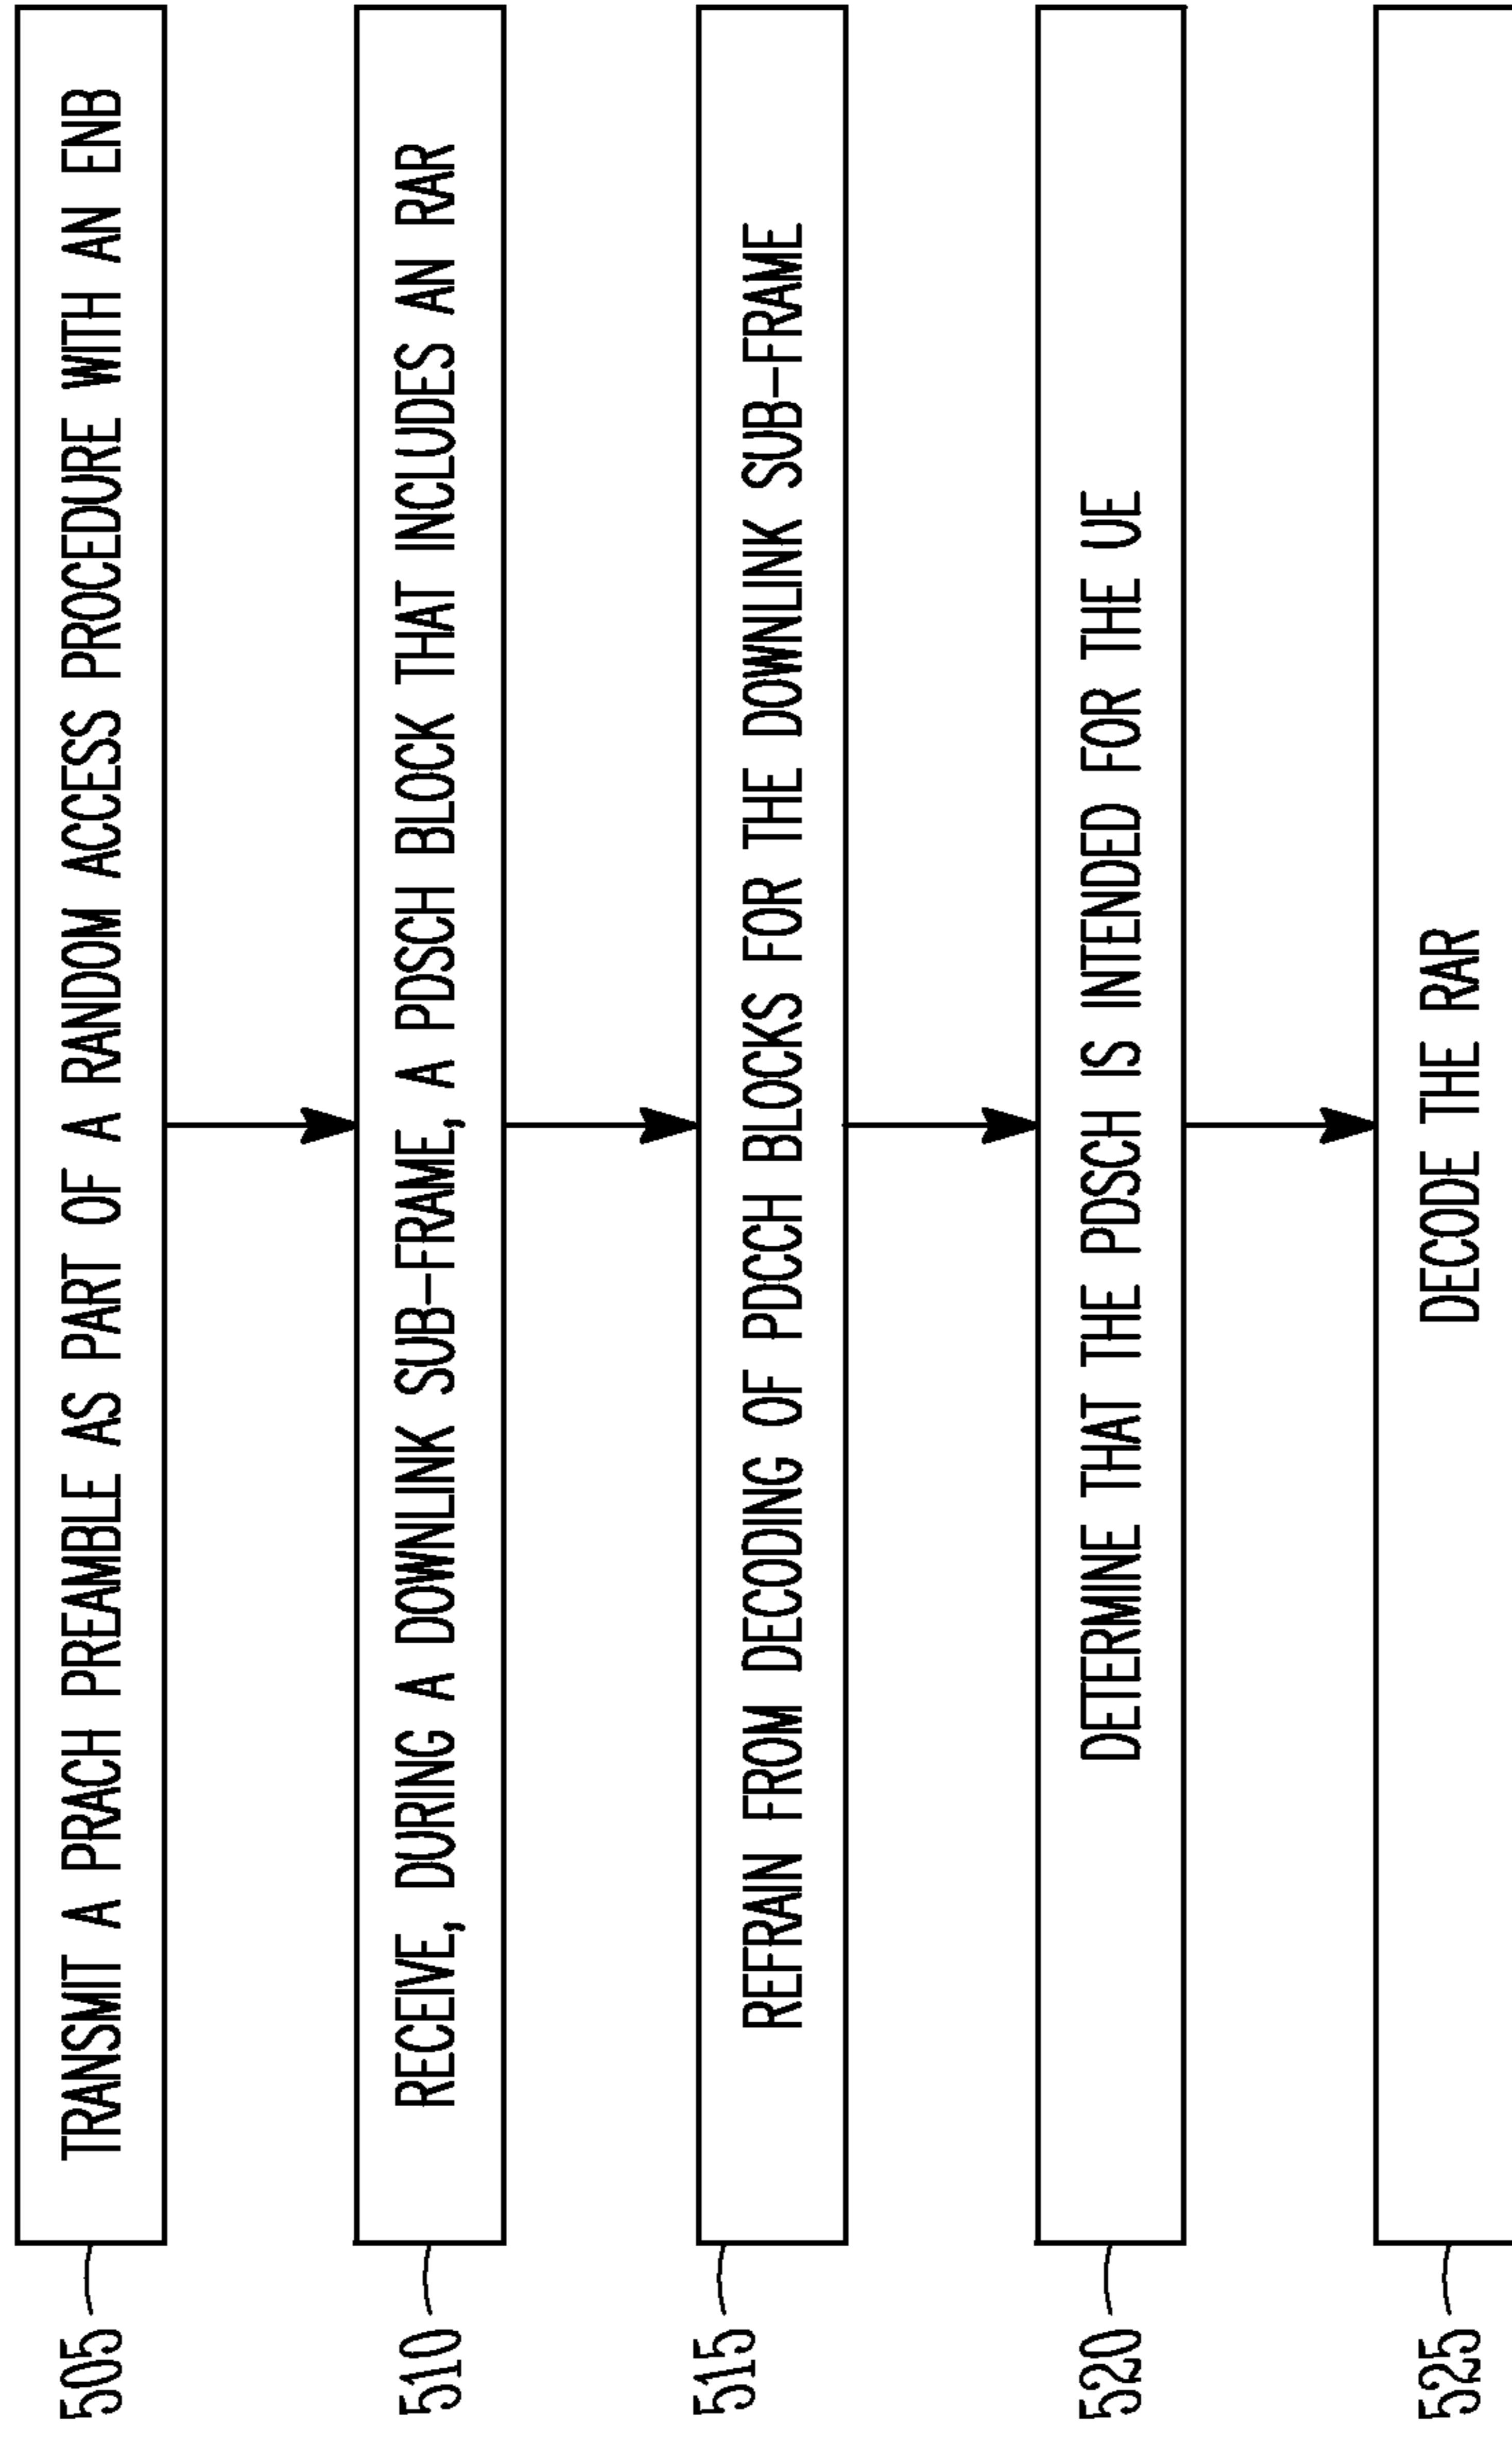 505
TRANSMIT A PRACH PREAMBLE AS PART OF A RANDOM ACCESS PROCEDURE WITH AN ENB
510
RECEIVE, DURING A DOWNLINK SUB-FRAME, A PDSCH BLOCK THAT INCLUDES AN RAR
515
REFRAIN FROM DECODING OF PDCCH BLOCKS FOR THE DOWNLINK SUB-FRAME
520
DETERMINE THAT THE PDSCH IS INTENDED FOR THE UE
525
DECODE THE RAR